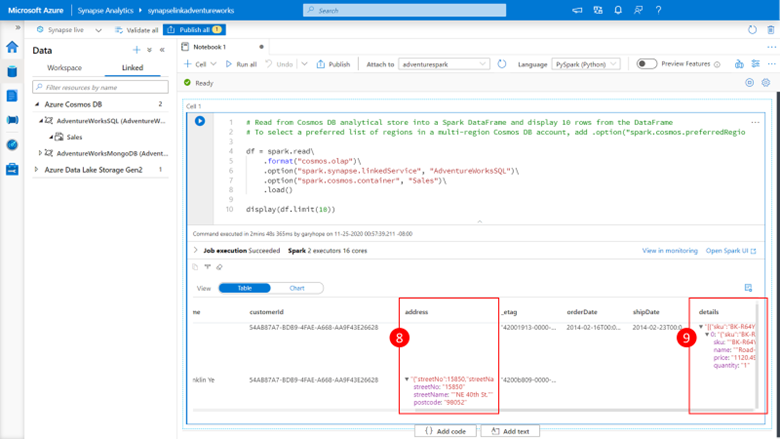 Microsoft Azure | Synapse Analytics ▸ synapselinkadventureworks
Search
Synapse live
Validate all
Publish all 1
Data
Workspace
Linked
Filter resources by name
Azure Cosmos DB 2
AdventureWorksSQL (AdventureW...
Sales
AdventureWorksMongoDB (Advent...
Azure Data Lake Storage Gen2 1
Notebook 1
Cell
Run all
Undo
Publish
Attach to adventurespark
Language PySpark (Python)
Preview Features
Ready
Cell 1
1 # Read from Cosmos DB analytical store into a Spark DataFrame and display 10 rows from the DataFrame
2 # To select a preferred list of regions in a multi-region Cosmos DB account, add .option("spark.cosmos.preferredRegio
3
4 df = spark.read\
5 .format("cosmos.olap")\
6 .option("spark.synapse.linkedService", "AdventureWorksSQL")\
7 .option("spark.cosmos.container", "Sales")\
8 .load()
9
10 display(df.limit(10))
Command executed in 2mins 48s 365ms by garyhope on 11-25-2020 00:57:39.211 -08:00
Job execution Succeeded Spark 2 executors 16 cores
View in monitoring Open Spark UI
View Table Chart
me customerId address _etag orderDate shipDate details
54AB87A7-BDB9-4FAE-A668-AA9F43E26628 "42001913-0000-... 2014-02-16T00:0... 2014-02-23T00:0... "[{"sku":"BK-R64Y
8
9
0: "{"sku":"BK-R
sku: "BK-R64Y
name: "Road-
price: "1120.49
quantity: "1"
nklin Ye 54AB87A7-BDB9-4FAE-A668-AA9F43E26628 "{"streetNo":15850,"streetNa "4200b809-0000-...
streetNo: "15850"
streetName: ""NE 40th St.""
postcode: "98052"
Add code
Add text